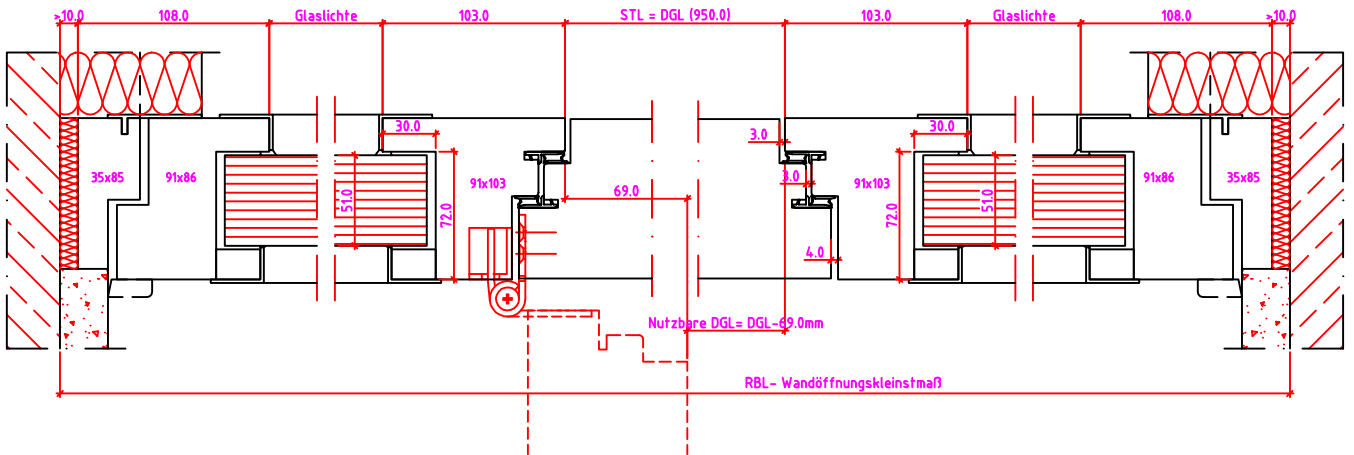 >10.0 108.0 Glaslichte 103.0 STL = DGL (950.0) 103.0 Glaslichte 108.0 >10.0
30.0 3.0 30.0
35x85 91x86 51.0 72.0 91x103 69.0 3.0 91x103 72.0 51.0 91x86 35x85
4.0
Nutzbare DGL= DGL-69.0mm
RBL- Wandöffnungskleinstmaß